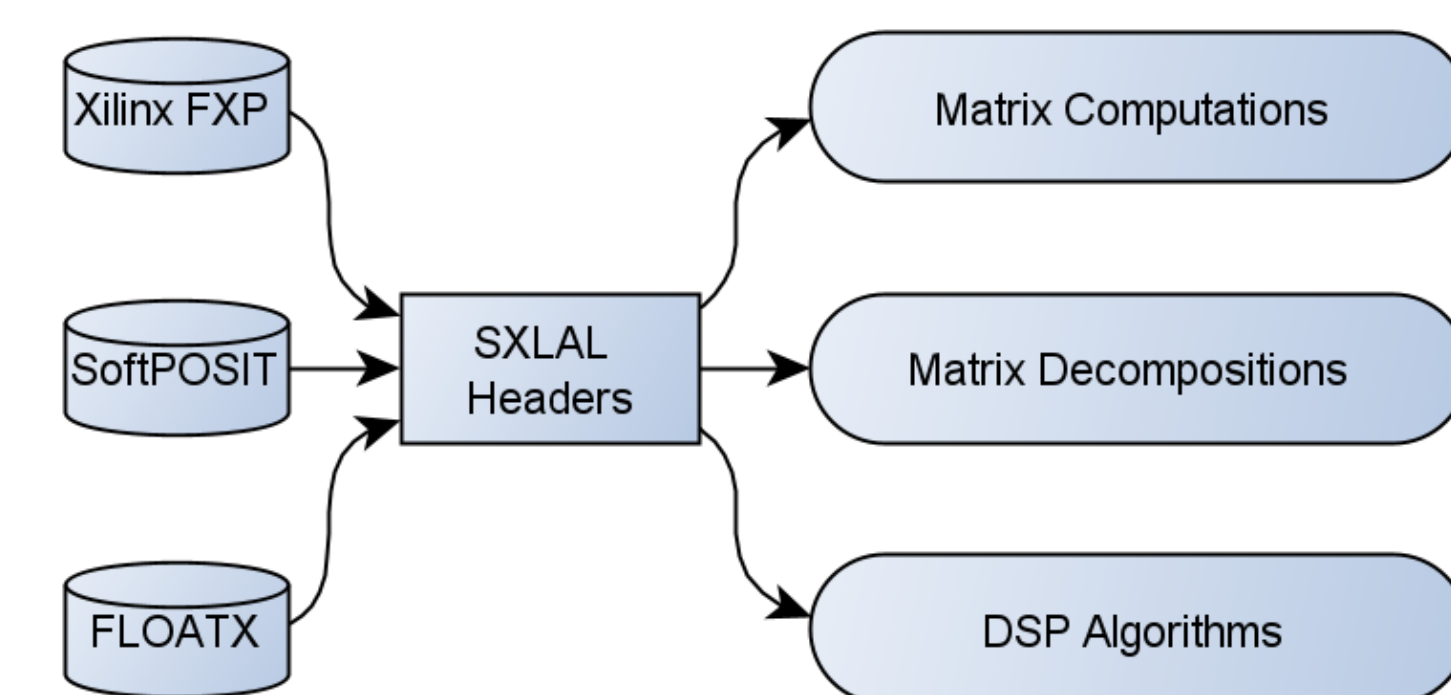 Xilinx FXP
Matrix Computations
SoftPOSIT
SXLAL
Headers
Matrix Decompositions
FLOATX
DSP Algorithms